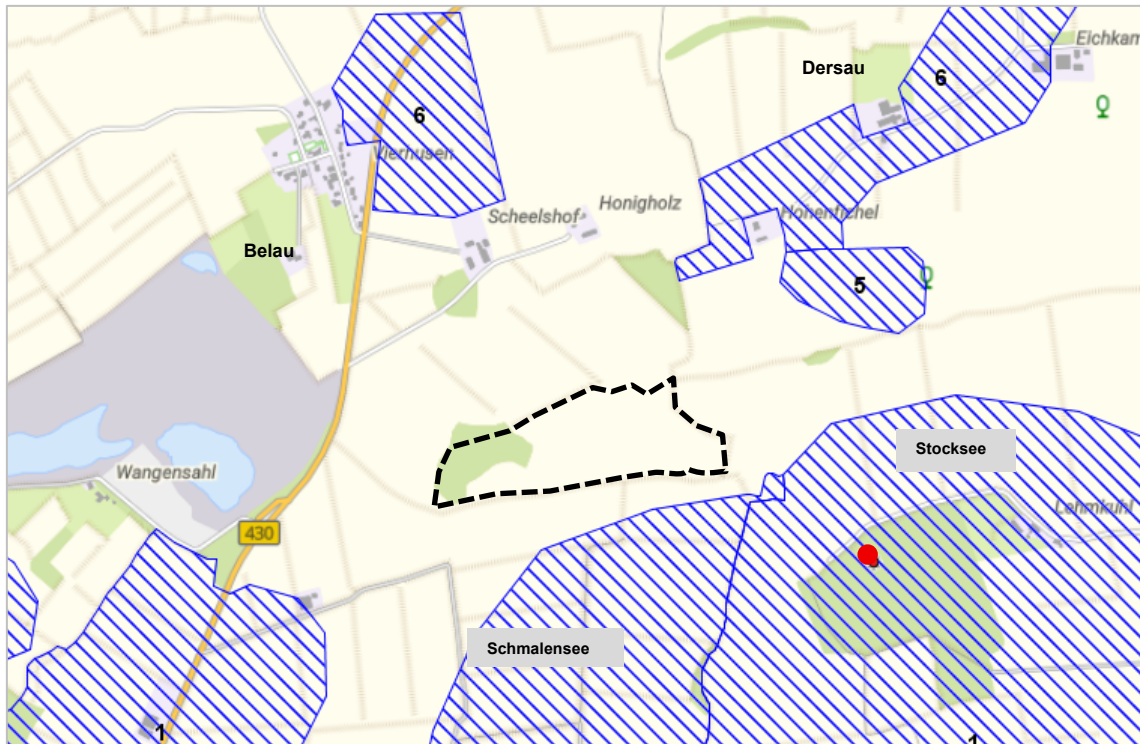 Eichkam
Dersau
6
6
Vierhusen
Honigholz
Scheelshof
Hohenfichel
Belau
5
Stocksee
Wangensahl
Lehmkuhl
430
Schmalensee
1
1